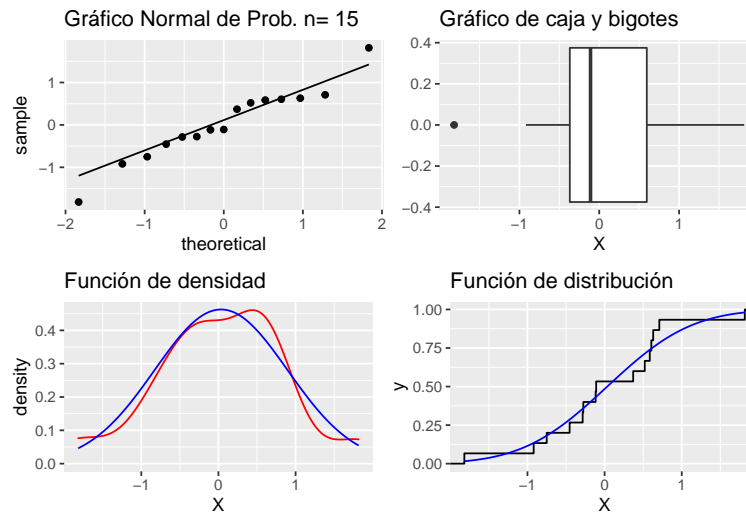 Gráfico Normal de Prob. n= 15
sample
1
0
−1
−2
−1
0
1
2
theoretical
Gráfico de caja y bigotes
0.4
0.2
0.0
−0.2
−0.4
−1
0
1
X
Función de densidad
density
0.4
0.3
0.2
0.1
0.0
−1
0
1
X
Función de distribución
y
1.00
0.75
0.50
0.25
0.00
−1
0
1
X